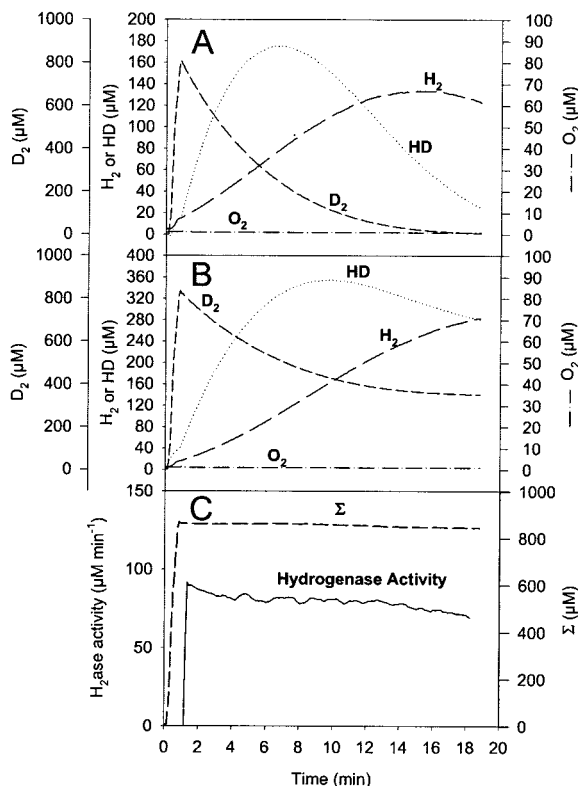 A
1000
800
600
400
200
0
D₂ (µM)
200
180
160
140
120
100
80
60
40
20
0
H₂ or HD (µM)
H₂
HD
D₂
O₂
100
90
80
70
60
50
40
30
20
10
0
O₂ (µM)
B
1000
800
600
400
200
0
D₂ (µM)
400
360
320
280
240
200
160
120
80
40
0
H₂ or HD (µM)
D₂
HD
H₂
O₂
100
90
80
70
60
50
40
30
20
10
0
O₂ (µM)
C
150
100
50
0
H₂ase activity (µM min⁻¹)
Σ
Hydrogenase Activity
1000
800
600
400
200
0
Σ (µM)
0 2 4 6 8 10 12 14 16 18 20
Time (min)